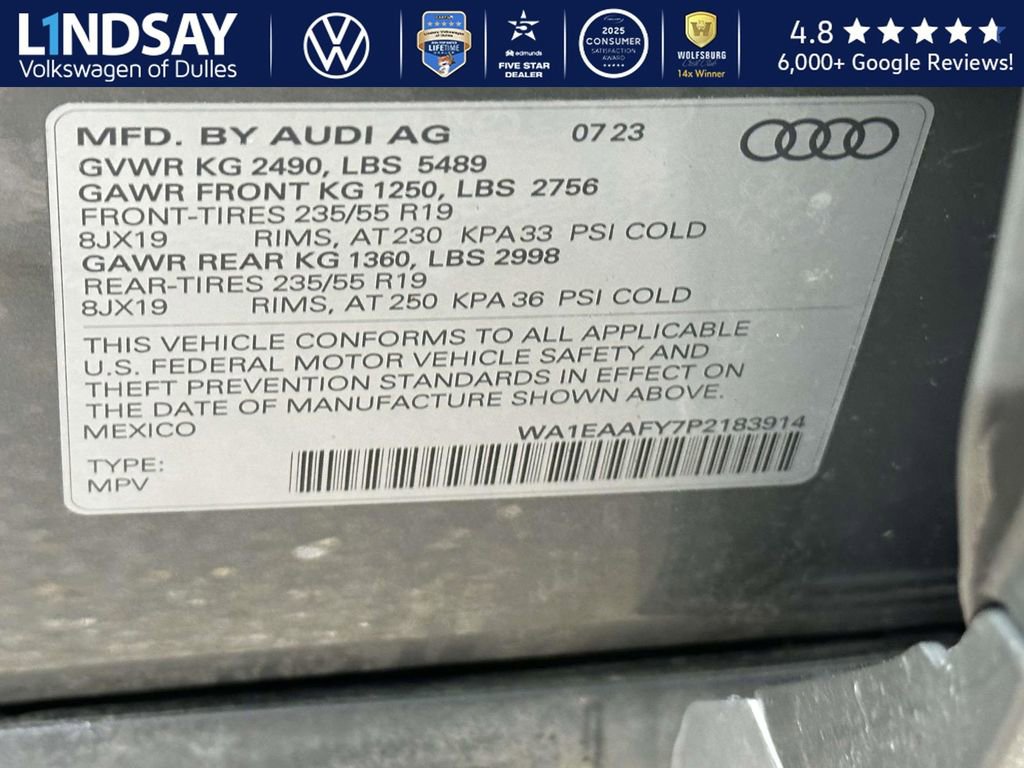 L1NDSAY
Volkswagen of Dulles
LIFETIME
edmunds
FIVE STAR
DEALER
2025
CONSUMER
SATISFACTION
AWARD
WOLFSBURG
14x Winner
4.8
6,000+ Google Reviews!
MFD. BY AUDI AG 07 23
GVWR KG 2490, LBS 5489
GAWR FRONT KG 1250, LBS 2756
FRONT-TIRES 235/55 R19
8JX19 RIMS, AT 230 KPA 33 PSI COLD
GAWR REAR KG 1360, LBS 2998
REAR-TIRES 235/55 R19
8JX19 RIMS, AT 250 KPA 36 PSI COLD
THIS VEHICLE CONFORMS TO ALL APPLICABLE
U.S. FEDERAL MOTOR VEHICLE SAFETY AND
THEFT PREVENTION STANDARDS IN EFFECT ON
THE DATE OF MANUFACTURE SHOWN ABOVE.
MEXICO WA1EAAFY7P2183914
TYPE:
MPV